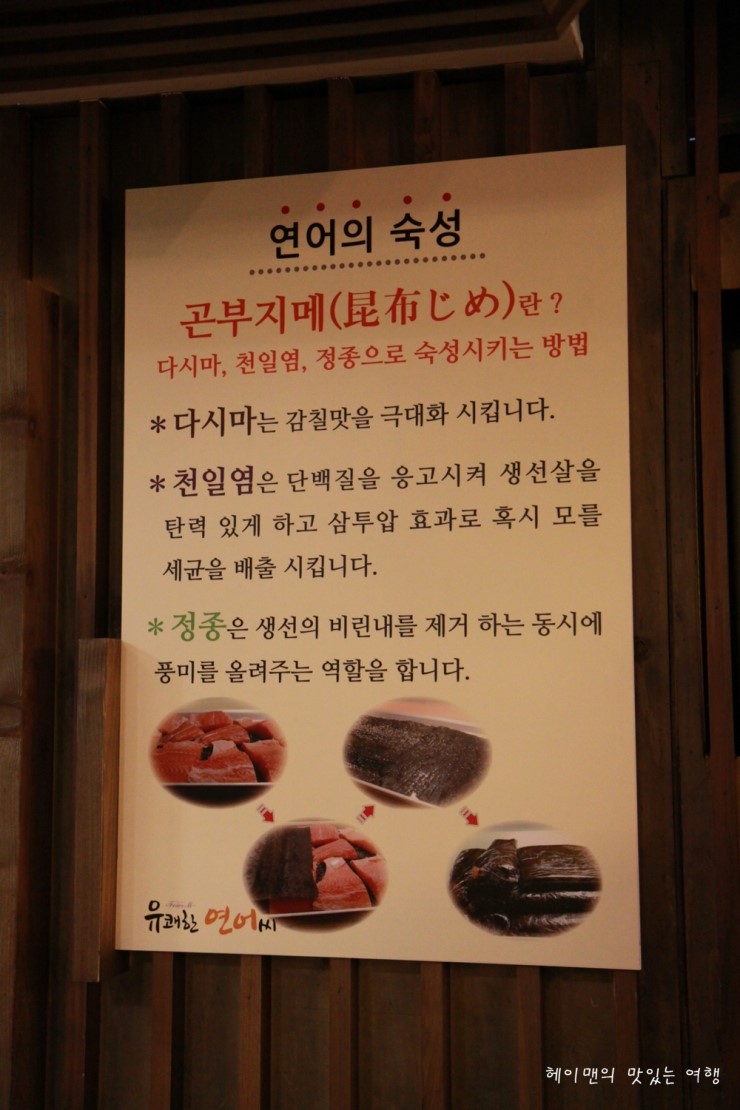 연어의 숙성
곤부지메(昆布じめ)란?
다시마, 천일염, 정종으로 숙성시키는 방법
* 다시마는 감칠맛을 극대화 시킵니다.
* 천일염은 단백질을 응고시켜 생선살을
탄력 있게 하고 삼투압 효과로 혹시 모를
세균을 배출 시킵니다.
* 정종은 생선의 비린내를 제거 하는 동시에
풍미를 올려주는 역할을 합니다.
유쾌한 연어씨
헤이맨의 맛있는 여행